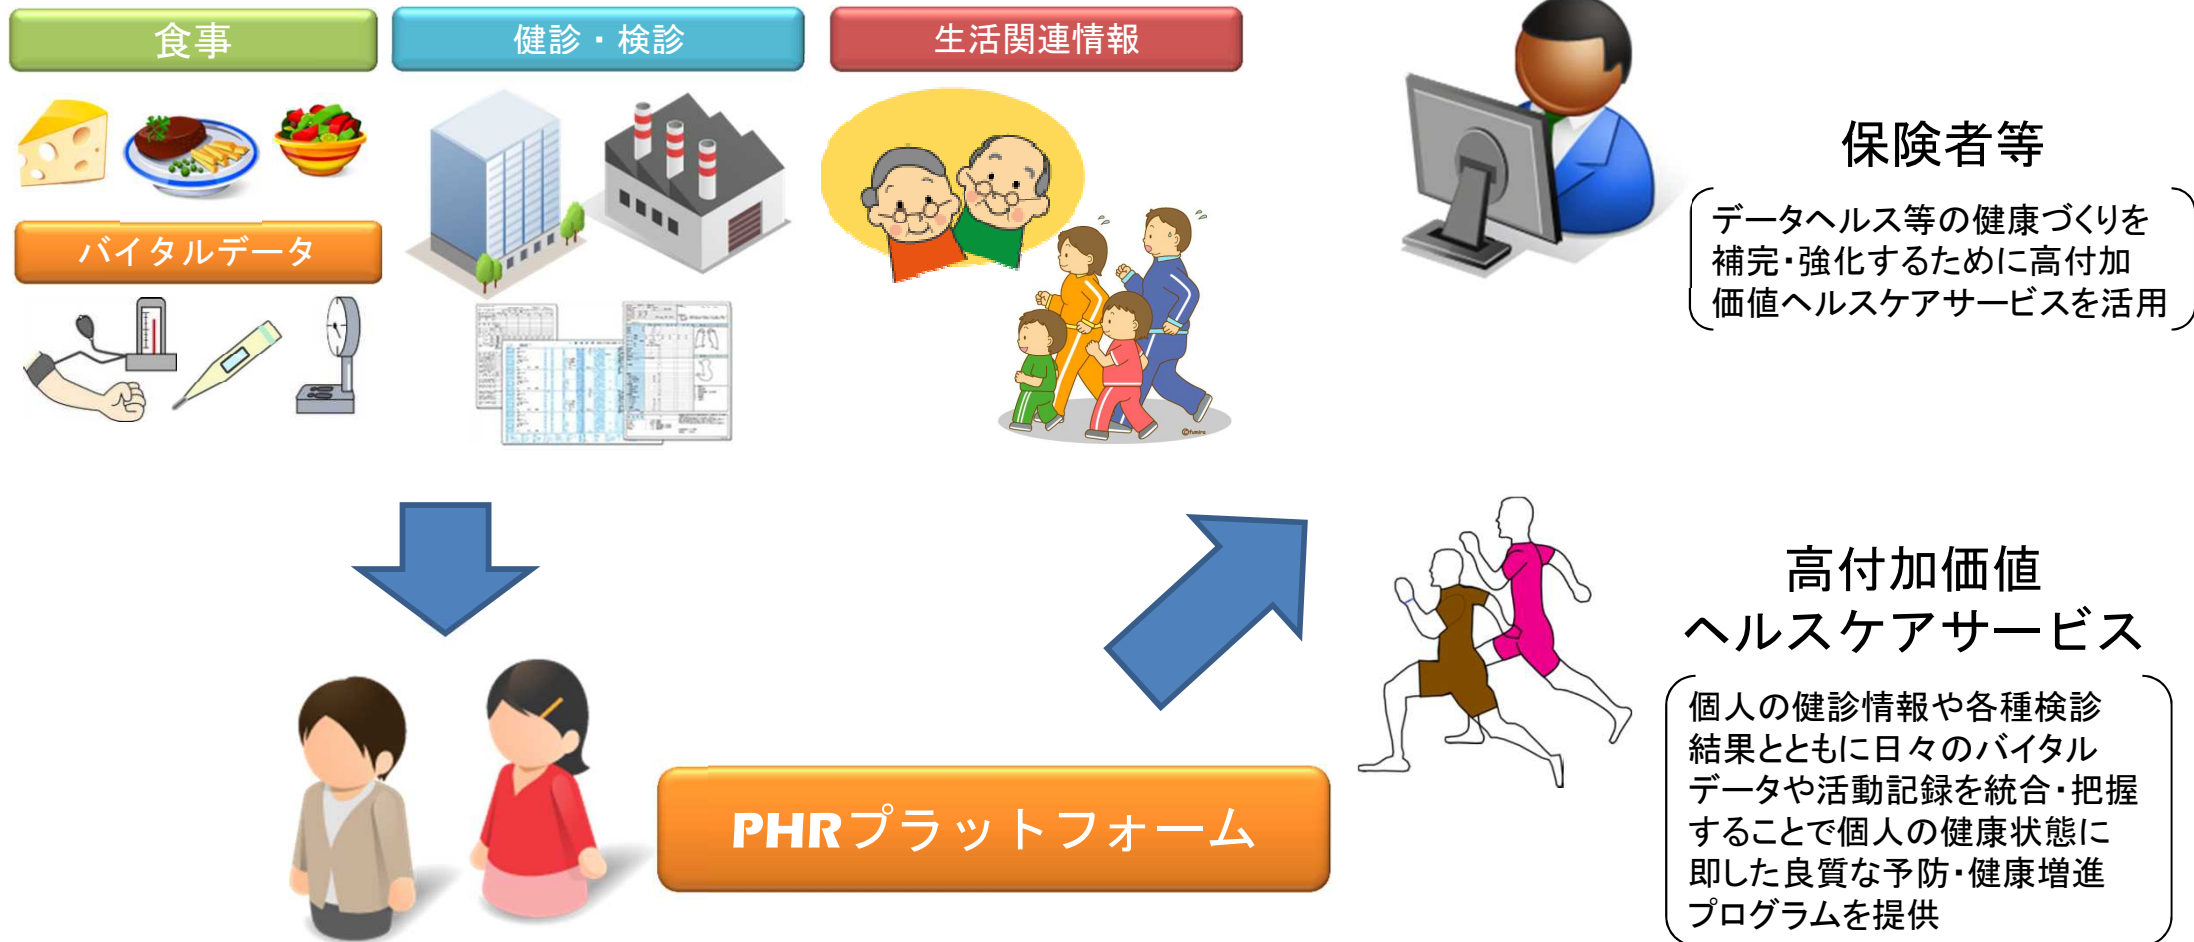 食事
健診・検診
生活関連情報
バイタルデータ
©fumira
保険者等
データヘルス等の健康づくりを
補完・強化するために高付加
価値ヘルスケアサービスを活用
高付加価値
ヘルスケアサービス
個人の健診情報や各種検診
結果とともに日々のバイタル
データや活動記録を統合・把握
することで個人の健康状態に
即した良質な予防・健康増進
プログラムを提供
PHRプラットフォーム